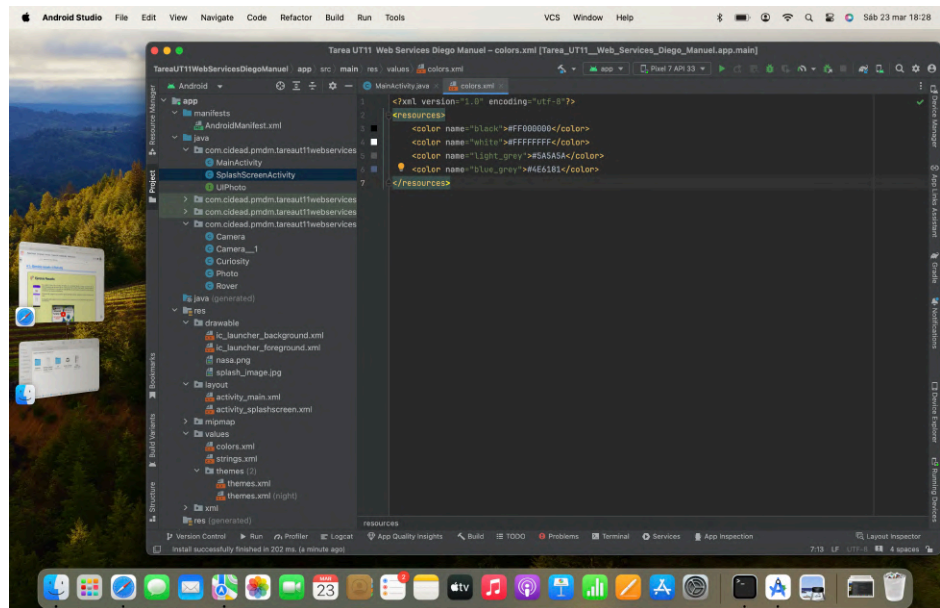 Android Studio File Edit View Navigate Code Refactor Build Run Tools VCS Window Help Sáb 23 mar 18:28
Tarea UT11 Web Services Diego Manuel – colors.xml [Tarea_UT11__Web_Services_Diego_Manuel.app.main]
TareaUT11WebServicesDiegoManuel app src main res values colors.xml app Pixel 7 API 33
Android MainActivity.java colors.xml
app
manifests
AndroidManifest.xml
java
com.cidead.pmdm.tareaut11webservices
MainActivity
SplashScreenActivity
UIPhoto
com.cidead.pmdm.tareaut11webservices
com.cidead.pmdm.tareaut11webservices
com.cidead.pmdm.tareaut11webservices
Camera
Camera__1
Curiosity
Photo
Rover
java (generated)
res
drawable
ic_launcher_background.xml
ic_launcher_foreground.xml
nasa.png
splash_image.jpg
layout
activity_main.xml
activity_splashscreen.xml
mipmap
values
colors.xml
strings.xml
themes (2)
themes.xml
themes.xml (night)
xml
res (generated)
1 <?xml version="1.0" encoding="utf-8"?>
2 <resources>
3 <color name="black">#FF000000</color>
4 <color name="white">#FFFFFFFF</color>
5 <color name="light_grey">#5A5A5A</color>
6 <color name="blue_grey">#4E6181</color>
7 </resources>
resources
Resource Manager
Project
Bookmarks
Build Variants
Structure
Device Manager
App Links Assistant
Gradle
Notifications
Device Explorer
Running Devices
Version Control Run Profiler Logcat App Quality Insights Build TODO Problems Terminal Services App Inspection Layout Inspector
Install successfully finished in 202 ms. (a minute ago) 7:13 LF UTF-8 4 spaces
MAR
23
3
tv